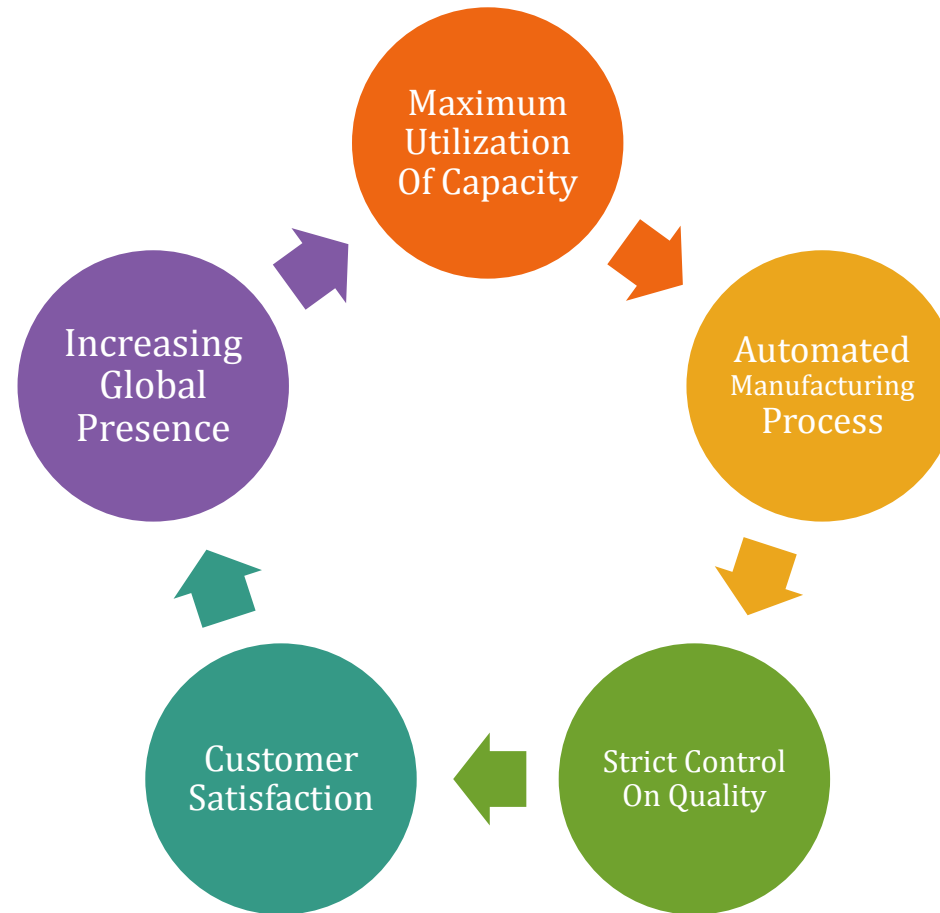 Maximum
Utilization
Of Capacity
Automated
Manufacturing
Process
Strict Control
On Quality
Customer
Satisfaction
Increasing
Global
Presence